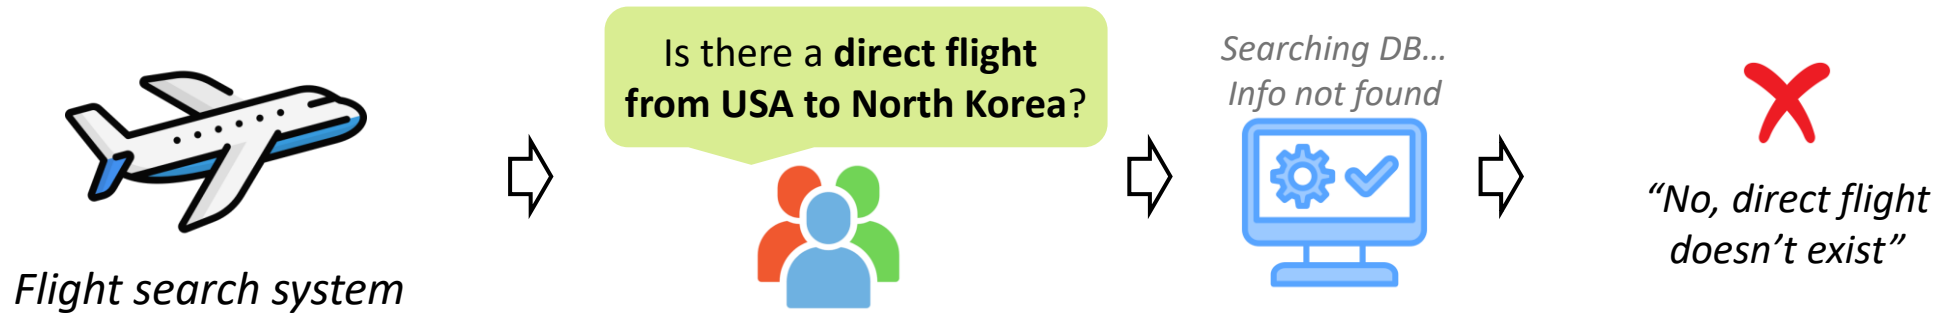 Flight search system
Is there a direct flight
from USA to North Korea?
Searching DB...
Info not found
“No, direct flight
doesn’t exist”